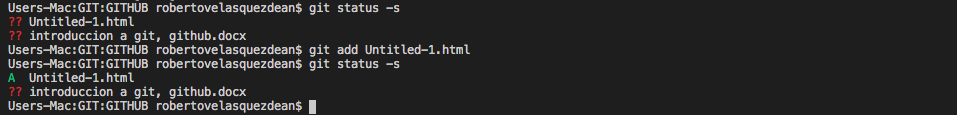 Users-Mac:GIT:GITHUB robertovelasquezdean$ git status -s
?? Untitled-1.html
?? introduccion a git, github.docx
Users-Mac:GIT:GITHUB robertovelasquezdean$ git add Untitled-1.html
Users-Mac:GIT:GITHUB robertovelasquezdean$ git status -s
A  Untitled-1.html
?? introduccion a git, github.docx
Users-Mac:GIT:GITHUB robertovelasquezdean$